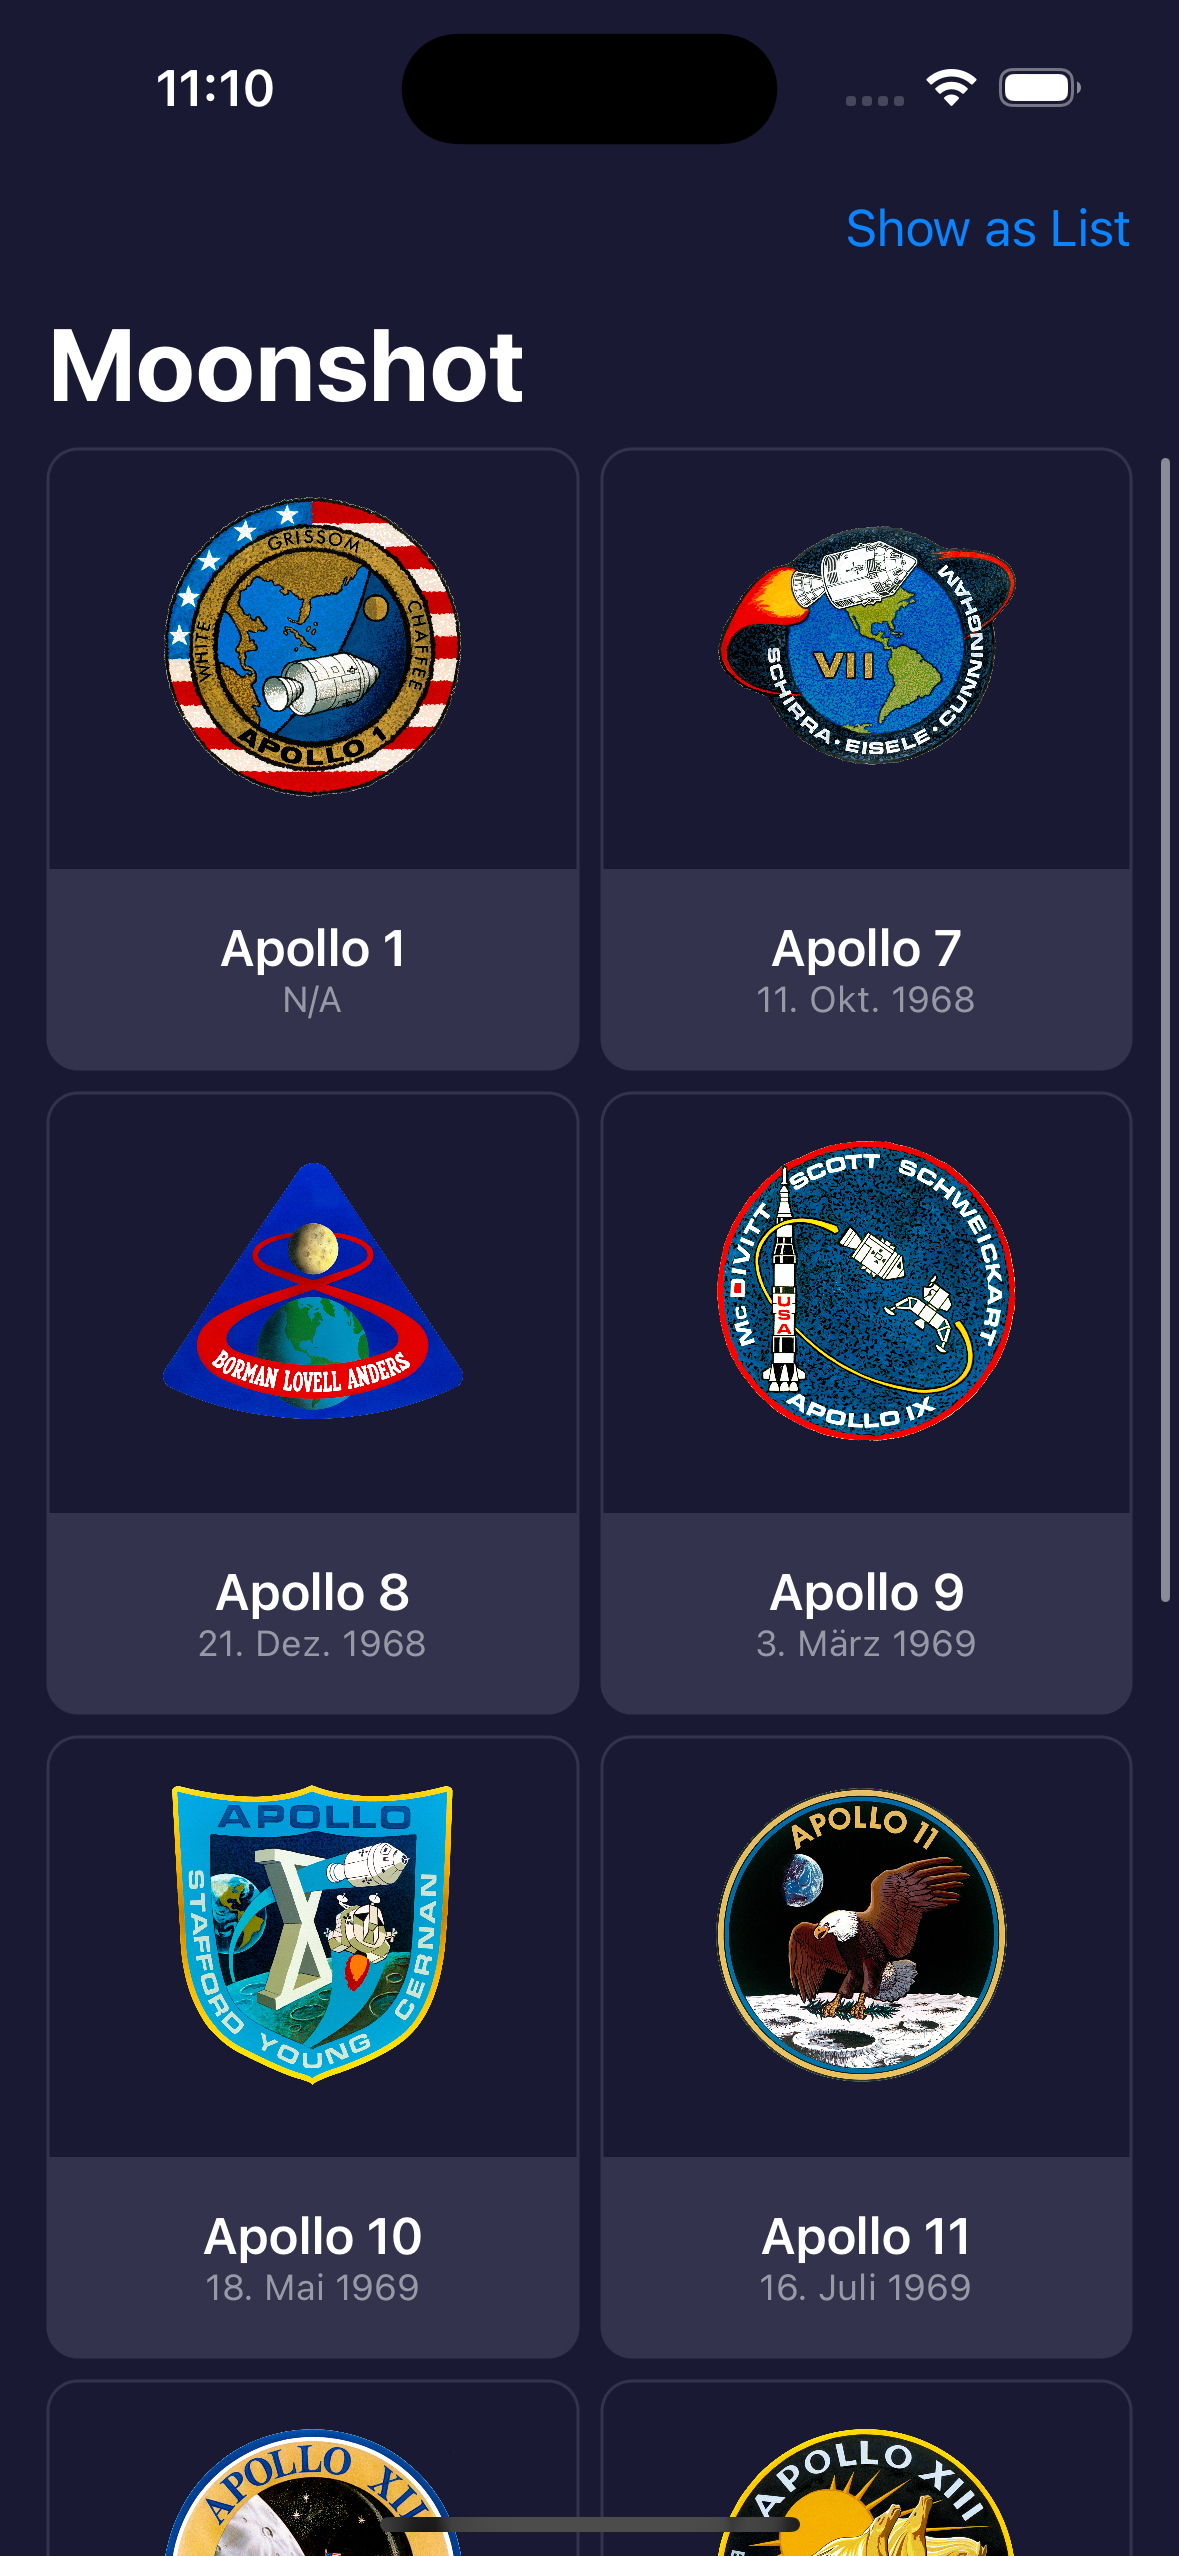 11:10
Show as List
Moonshot
GRISSOM
WHITE
CHAFFEE
APOLLO 1
VII
SCHIRRA • EISELE • CUNNINGHAM
Apollo 1
N/A
Apollo 7
11. Okt. 1968
BORMAN LOVELL ANDERS
Mc DIVITT SCOTT SCHWEICKART
USA
APOLLO IX
Apollo 8
21. Dez. 1968
Apollo 9
3. März 1969
APOLLO
X
STAFFORD YOUNG CERNAN
APOLLO 11
Apollo 10
18. Mai 1969
Apollo 11
16. Juli 1969
APOLLO XII
APOLLO XIII